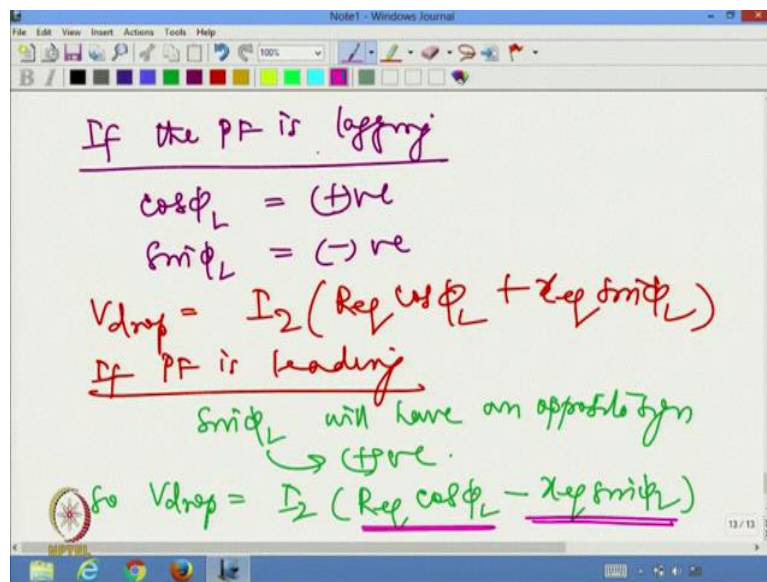 Note1 - Windows Journal
File Edit View Insert Actions Tools Help
100%
B I
If the PF is lagging
cosφL = (+)ve
sinφL = (-)ve
Vdrop = I2 (Req cosφL + xeq sinφL)
If PF is leading
sinφL will have an opposite sign
→ (+)ve.
So Vdrop = I2 (Req cosφL - xeq sinφL)
13 / 13
NPTEL